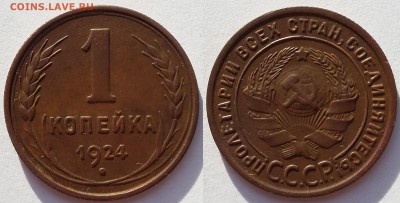 COINS.LAVE.RU
1
КОПЕЙКА
1924
ПРОЛЕТАРИИ ВСЕХ СТРАН, СОЕДИНЯЙТЕСЬ!
С.С.С.Р.